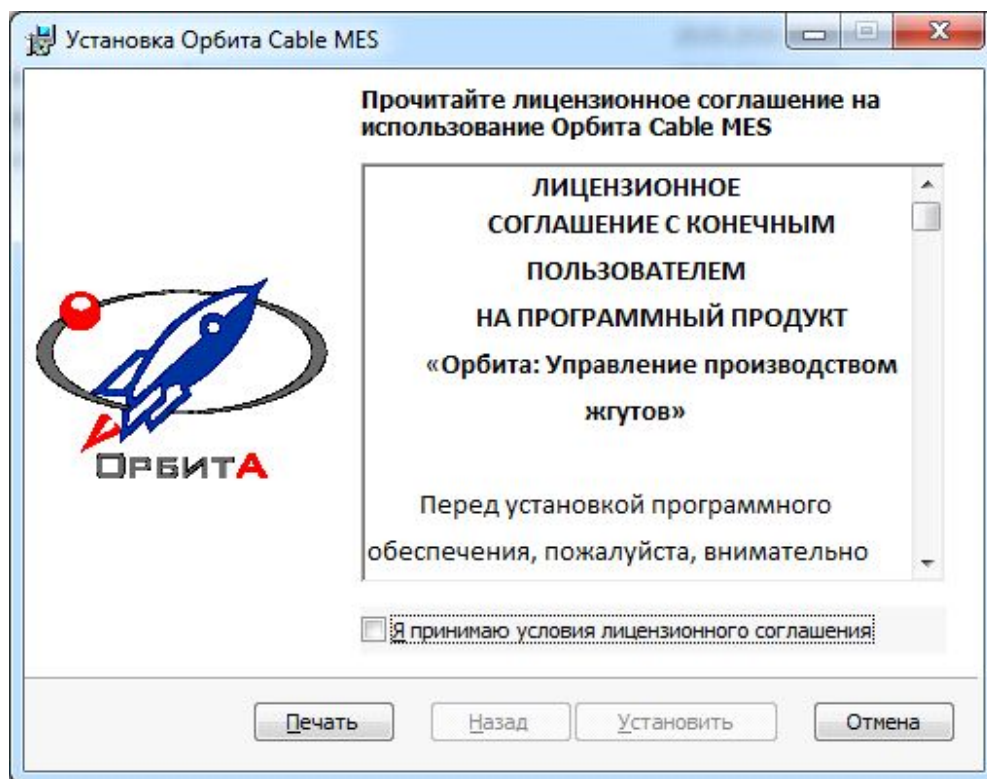 Установка Орбита Cable MES
Прочитайте лицензионное соглашение на
использование Орбита Cable MES
ЛИЦЕНЗИОННОЕ
СОГЛАШЕНИЕ С КОНЕЧНЫМ
ПОЛЬЗОВАТЕЛЕМ
НА ПРОГРАММНЫЙ ПРОДУКТ
«Орбита: Управление производством
жгутов»
Перед установкой программного
обеспечения, пожалуйста, внимательно
ОРБИТА
Я принимаю условия лицензионного соглашения
Печать Назад Установить Отмена